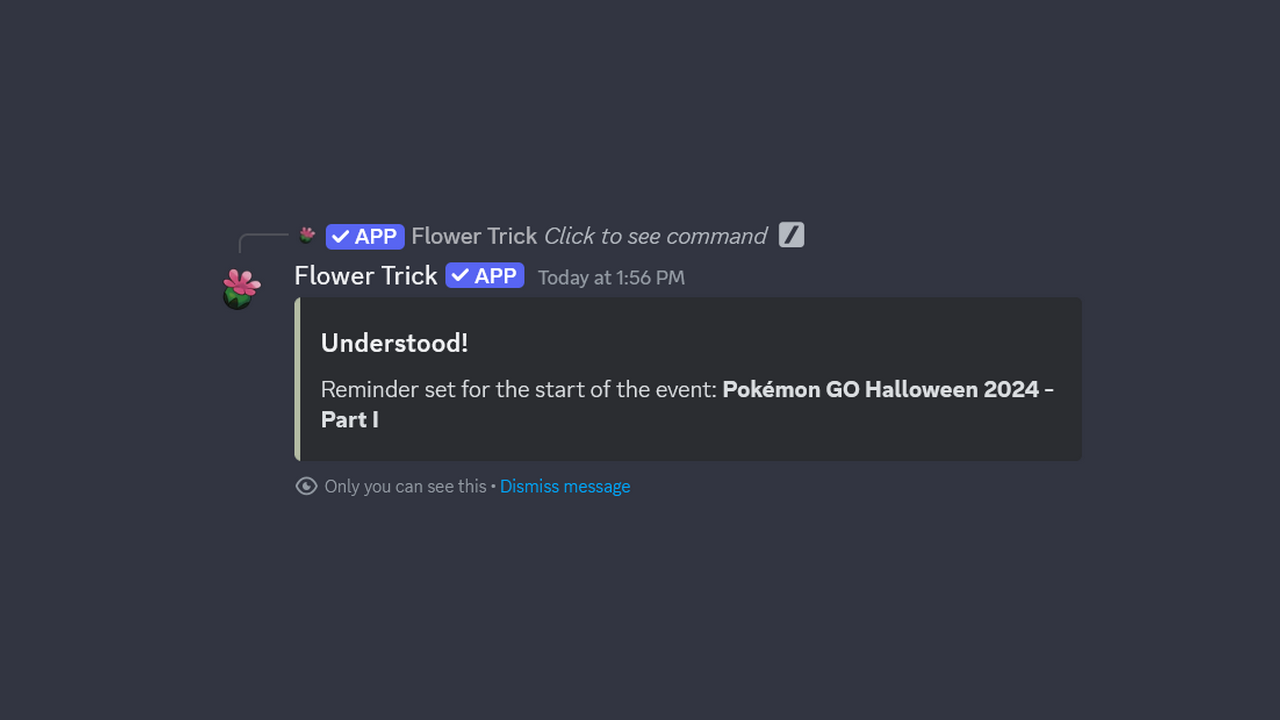 APP Flower Trick Click to see command
Flower Trick APP Today at 1:56 PM
Understood!
Reminder set for the start of the event: Pokémon GO Halloween 2024 -
Part I
Only you can see this • Dismiss message